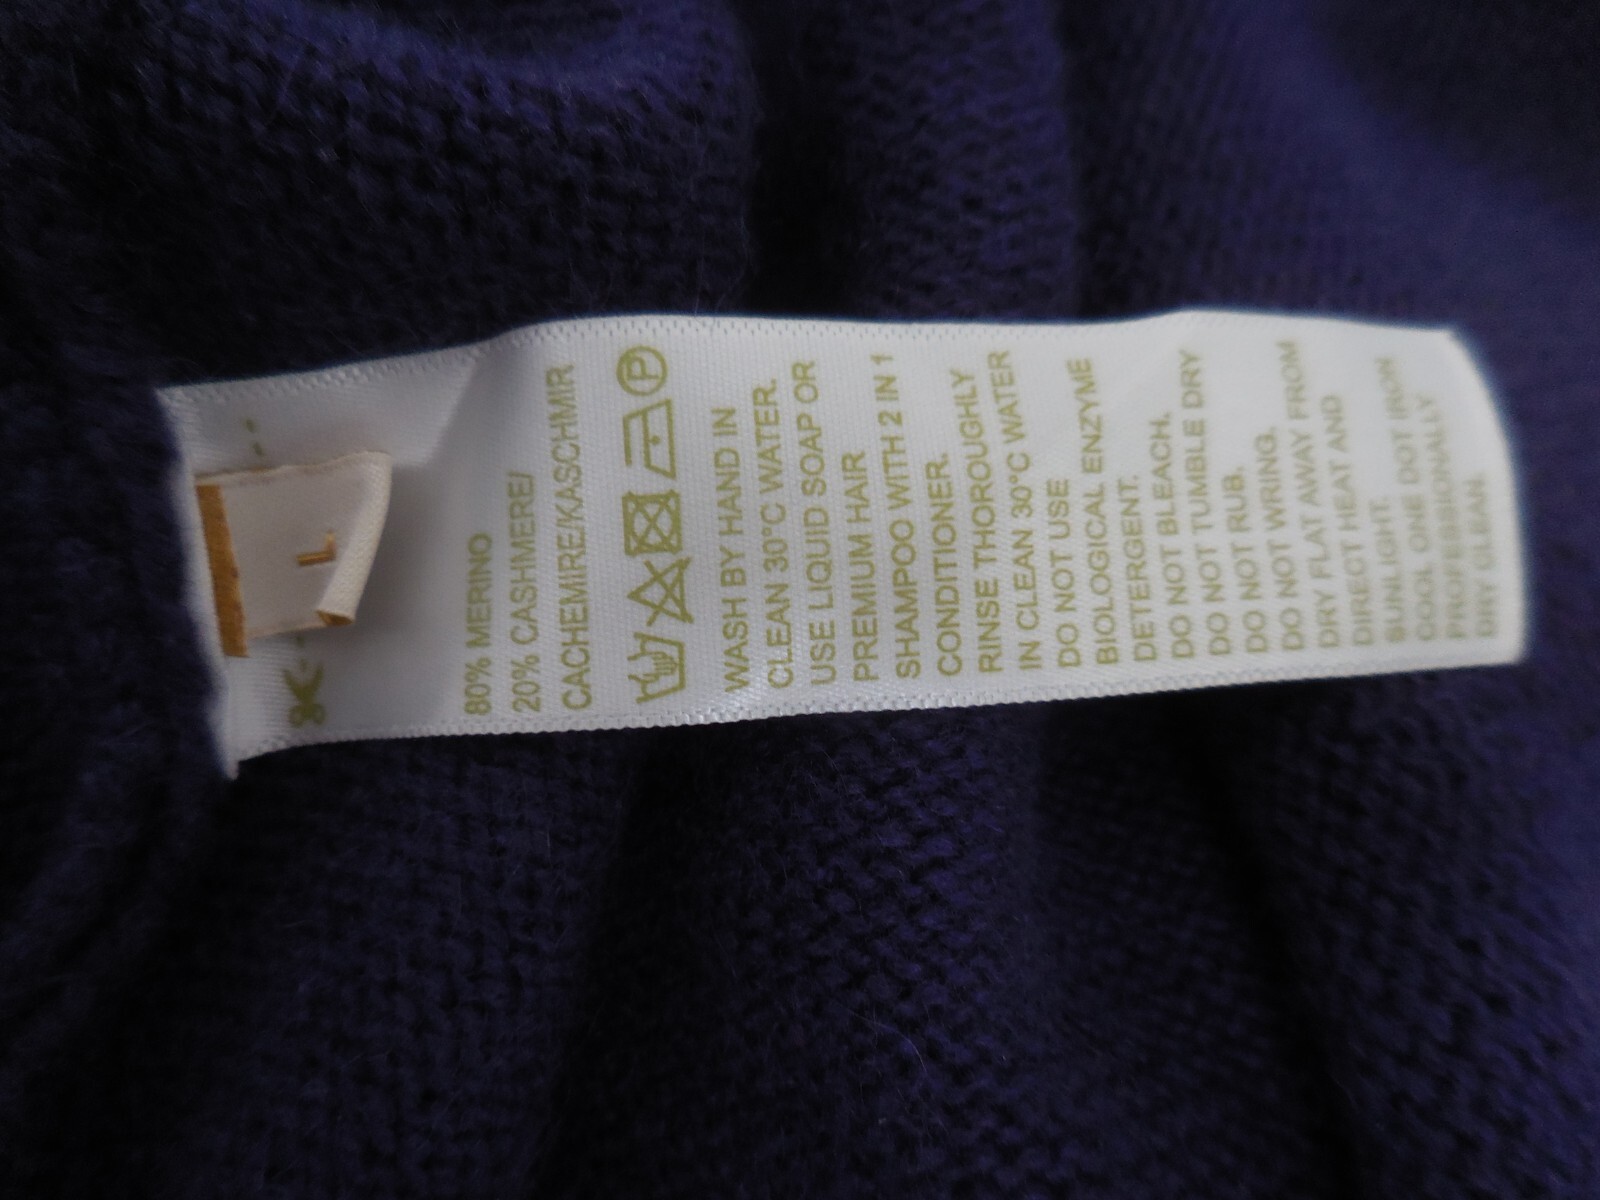 L
80% MERINO
20% CASHMERE/
CACHEMIRE/KASCHMIR
P
WASH BY HAND IN
CLEAN 30°C WATER.
USE LIQUID SOAP OR
PREMIUM HAIR
SHAMPOO WITH 2 IN 1
CONDITIONER.
RINSE THOROUGHLY
IN CLEAN 30°C WATER
DO NOT USE
BIOLOGICAL ENZYME
DETERGENT.
DO NOT BLEACH.
DO NOT TUMBLE DRY
DO NOT RUB.
DO NOT WRING.
DRY FLAT AWAY FROM
DIRECT HEAT AND
SUNLIGHT.
COOL ONE DOT IRON
PROFESSIONALLY
DRY CLEAN.